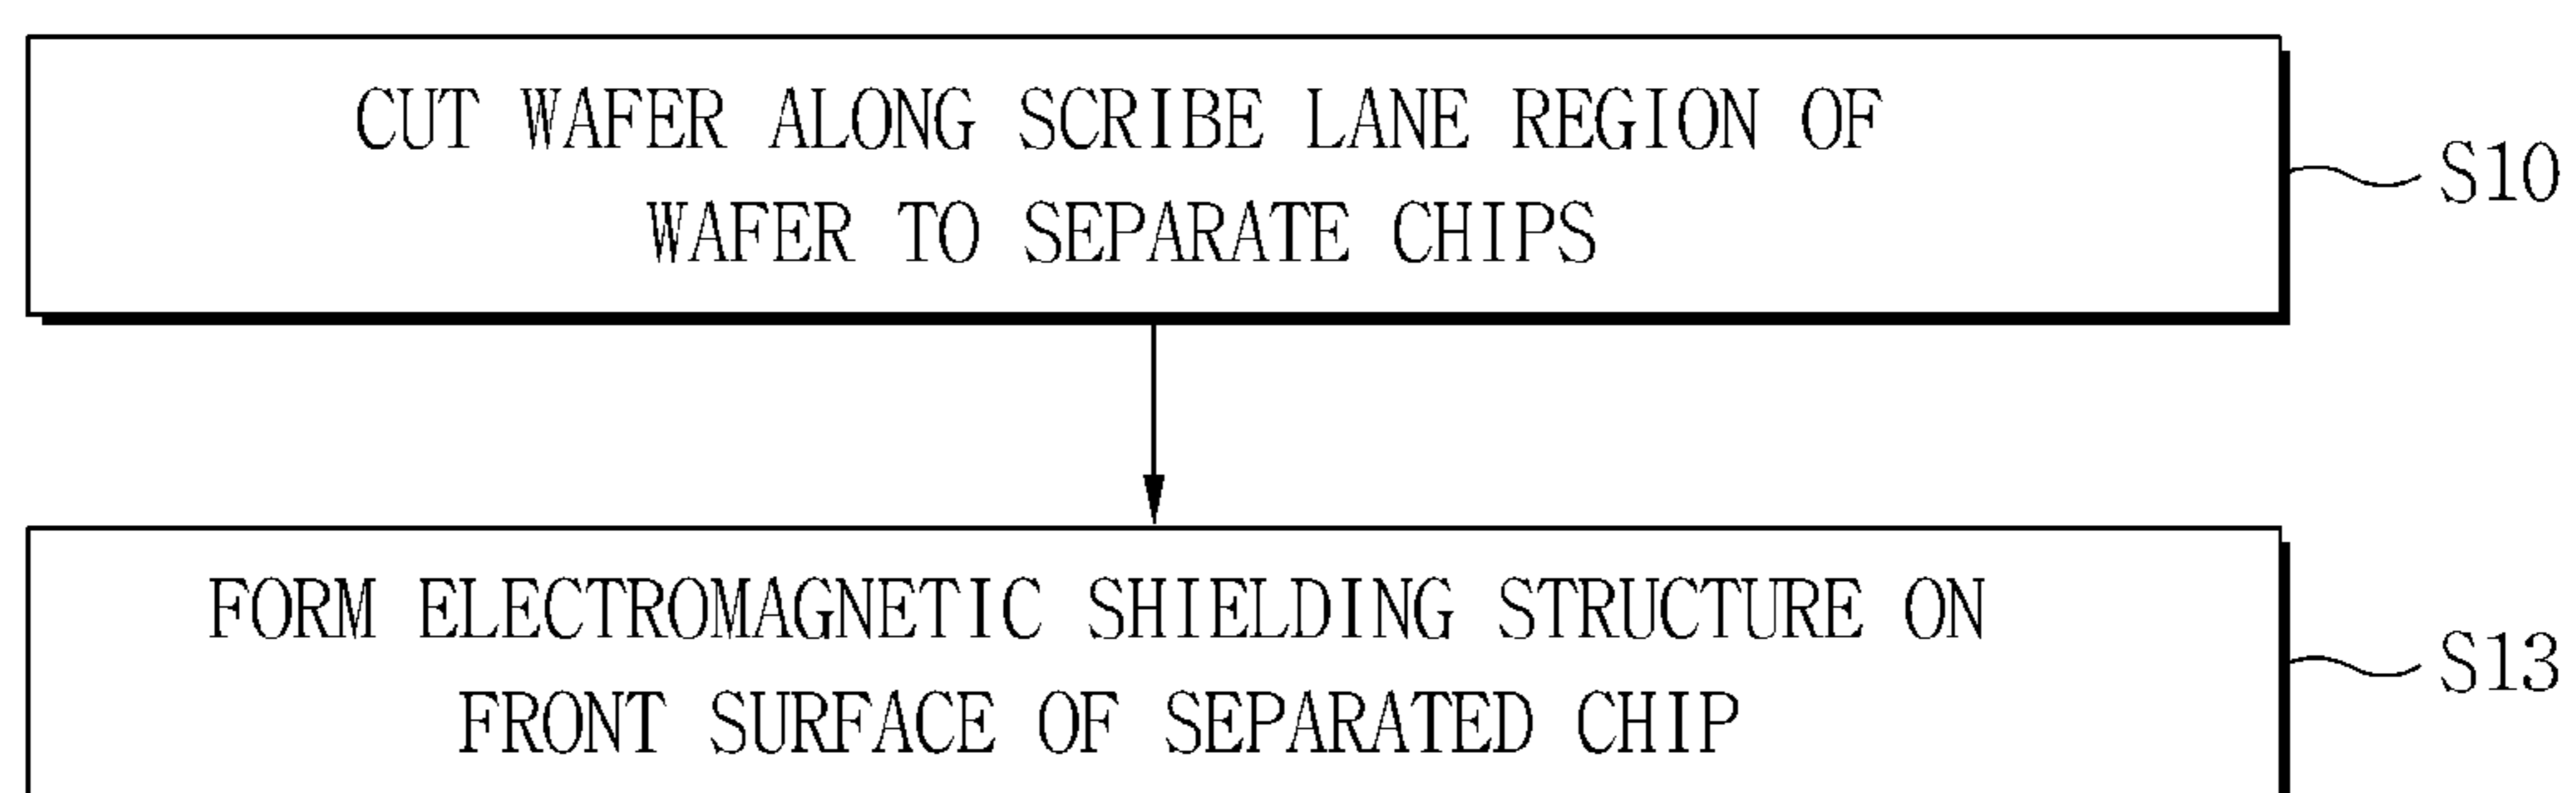 CUT WAFER ALONG SCRIBE LANE REGION OF
WAFER TO SEPARATE CHIPS
S10
FORM ELECTROMAGNETIC SHIELDING STRUCTURE ON
FRONT SURFACE OF SEPARATED CHIP
S13